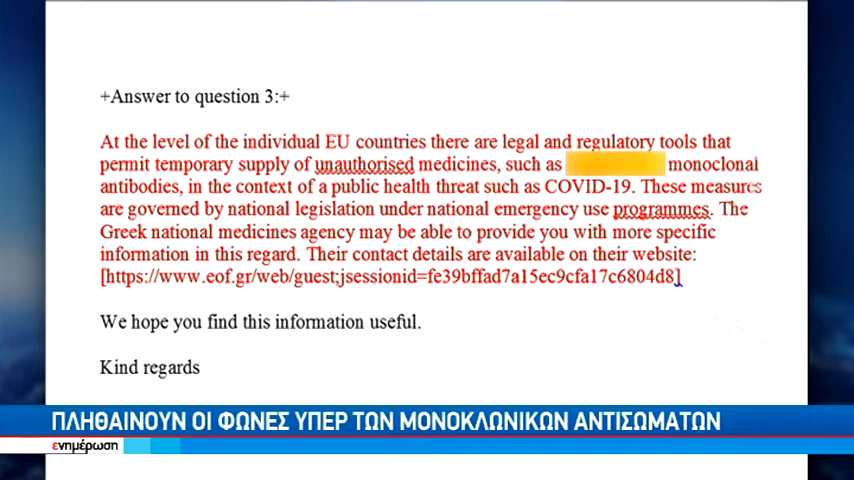 +Answer to question 3:+
At the level of the individual EU countries there are legal and regulatory tools that
permit temporary supply of unauthorised medicines, such as monoclonal
antibodies, in the context of a public health threat such as COVID-19. These measures
are governed by national legislation under national emergency use programmes. The
Greek national medicines agency may be able to provide you with more specific
information in this regard. Their contact details are available on their website:
[https://www.eof.gr/web/guest;jsessionid=fe39bffad7a15ec9cfa17c6804d8]
We hope you find this information useful.
Kind regards
ΠΛΗΘΑΙΝΟΥΝ ΟΙ ΦΩΝΕΣ ΥΠΕΡ ΤΩΝ ΜΟΝΟΚΛΩΝΙΚΩΝ ΑΝΤΙΣΩΜΑΤΩΝ
ενημέρωση